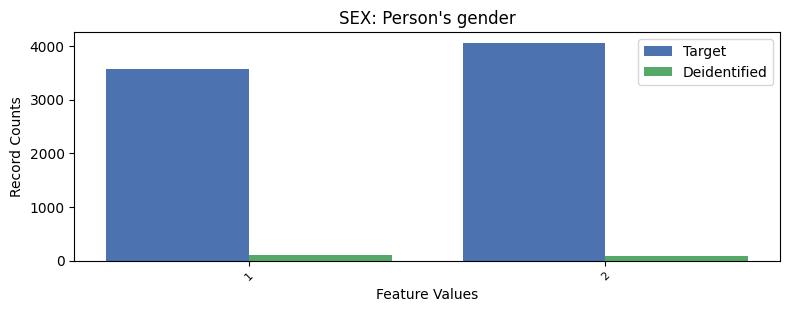 SEX: Person's gender
Target
Deidentified
4000
3000
2000
1000
0
Record Counts
1
2
Feature Values